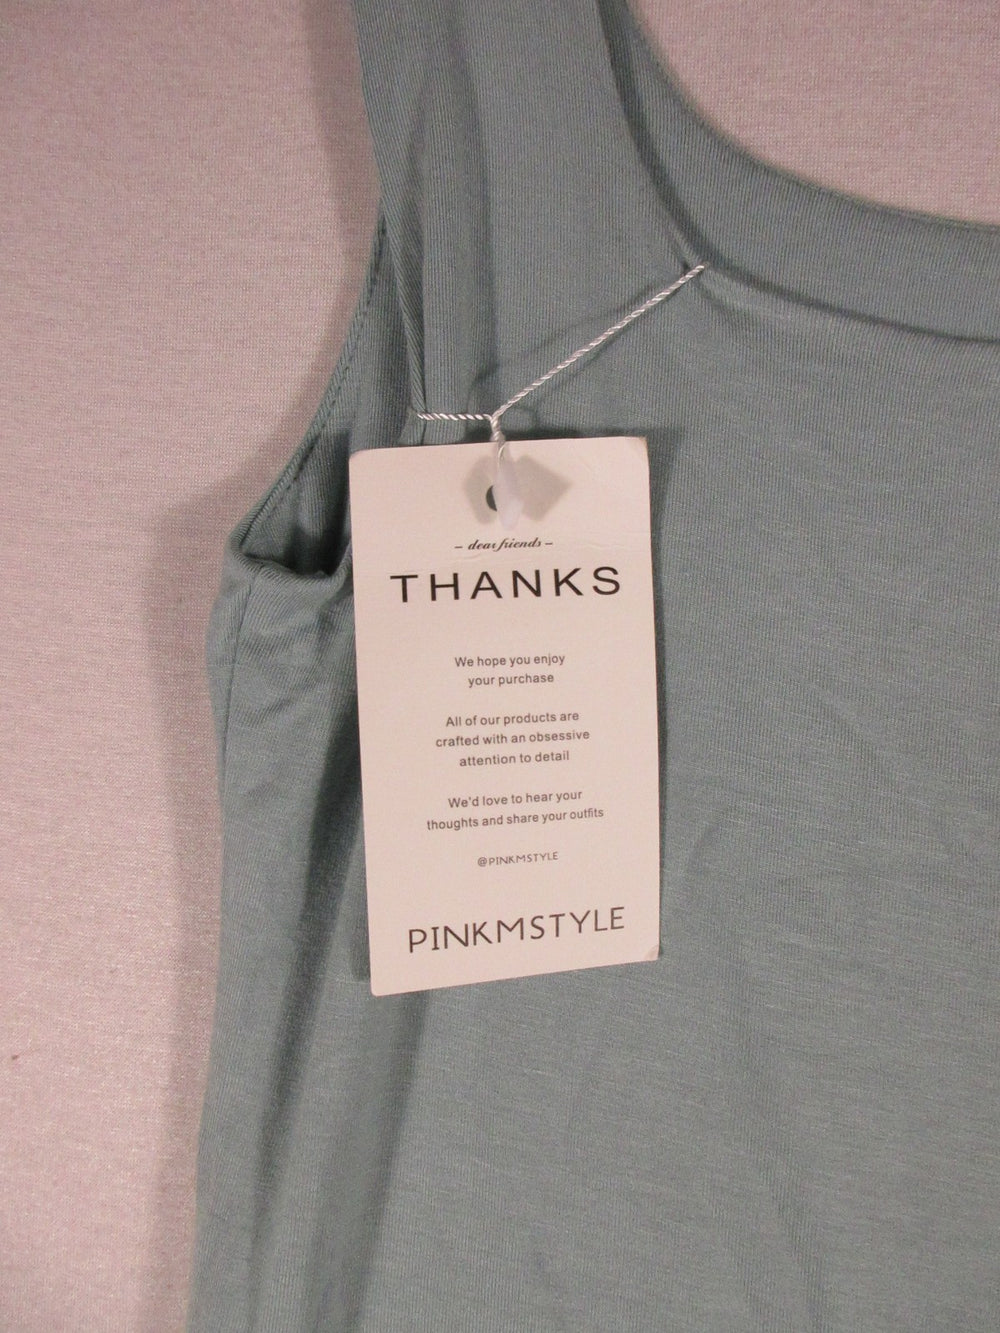 - dear friends -
THANKS
We hope you enjoy
your purchase
All of our products are
crafted with an obsessive
attention to detail
We'd love to hear your
thoughts and share your outfits
@PINKMSTYLE
PINKMSTYLE